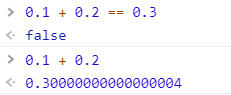 > 0.1 + 0.2 == 0.3
< false
> 0.1 + 0.2
< 0.30000000000000004